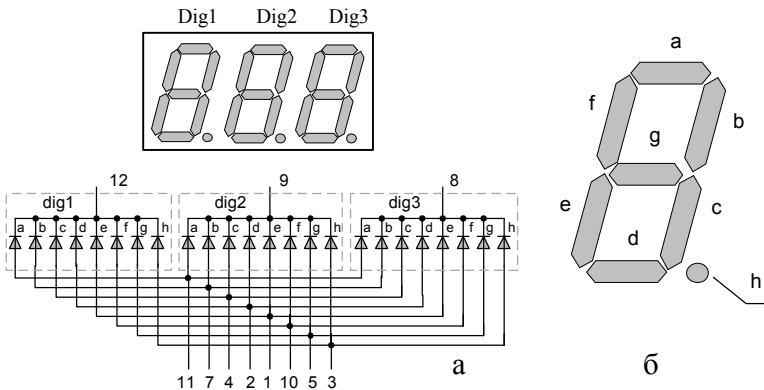 Dig1 Dig2 Dig3
12 9 8
dig1 dig2 dig3
a b c d e f g h a b c d e f g h a b c d e f g h
11 7 4 2 1 10 5 3
а
a
f
b
g
e
c
d
h
б